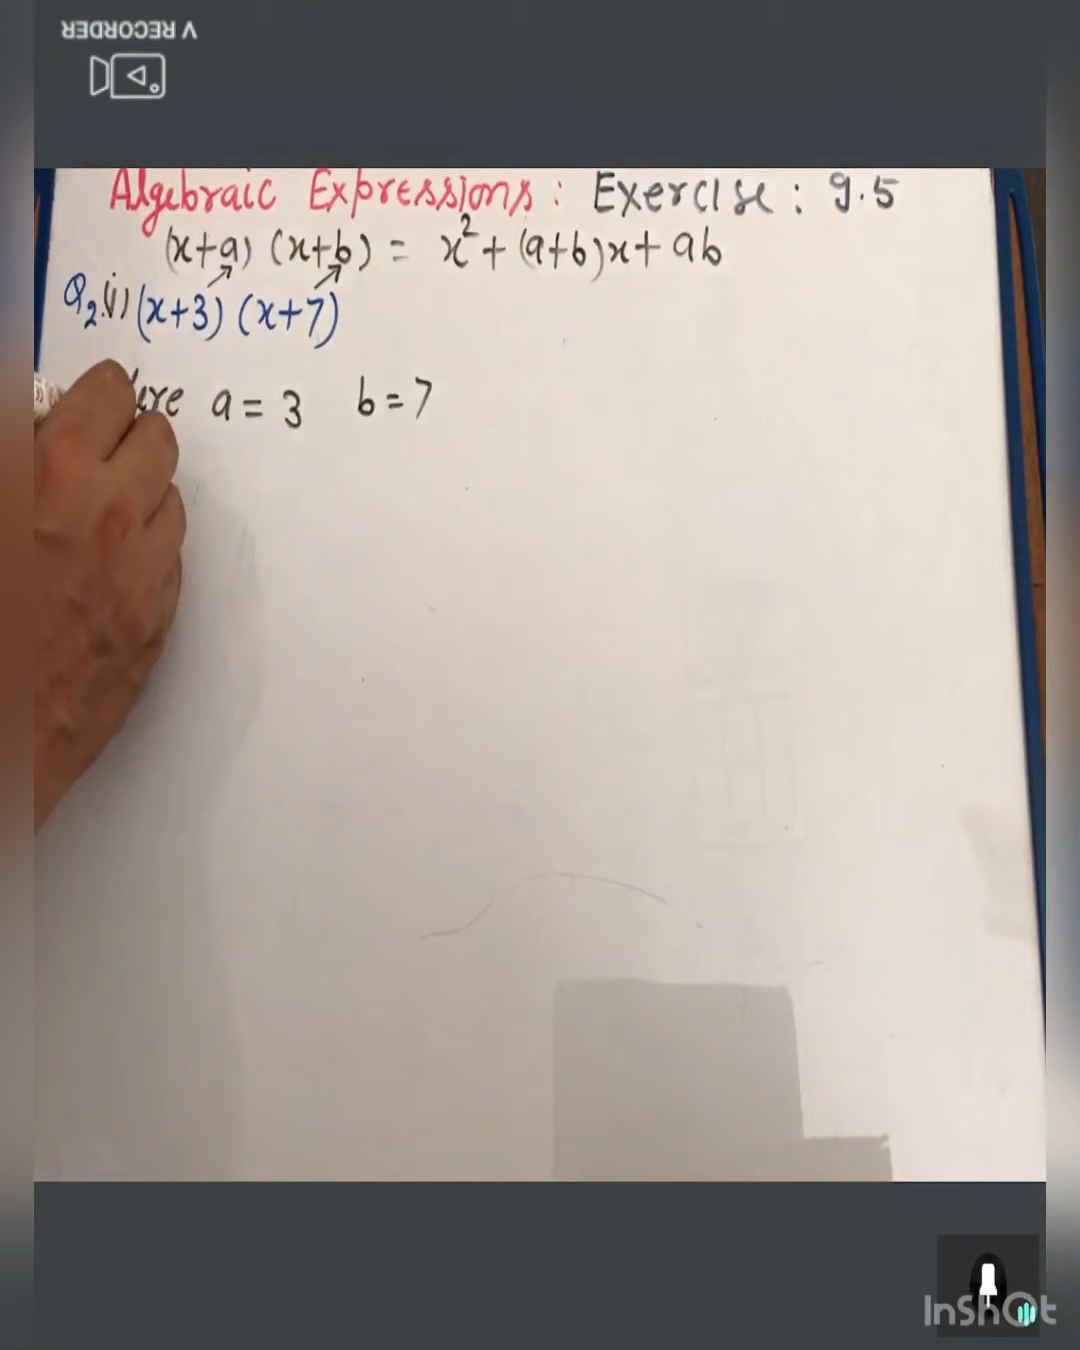 V RECORDER
Algebraic Expressions: Exercise: 9.5
(x+a) (x+b) = x²+(a+b)x+ab
Q2.(i) (x+3) (x+7)
a = 3 b = 7
InShOt